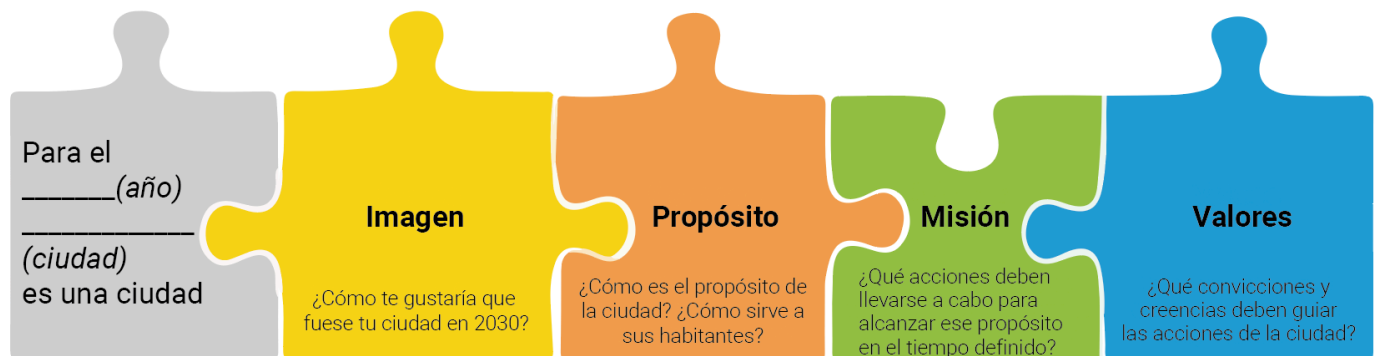 Para el
_______(año)
_____________
(ciudad)
es una ciudad
Imagen
¿Cómo te gustaría que
fuese tu ciudad en 2030?
Propósito
¿Cómo es el propósito de
la ciudad? ¿Cómo sirve a
sus habitantes?
Misión
¿Qué acciones deben
llevarse a cabo para
alcanzar ese propósito
en el tiempo definido?
Valores
¿Qué convicciones y
creencias deben guiar
las acciones de la ciudad?